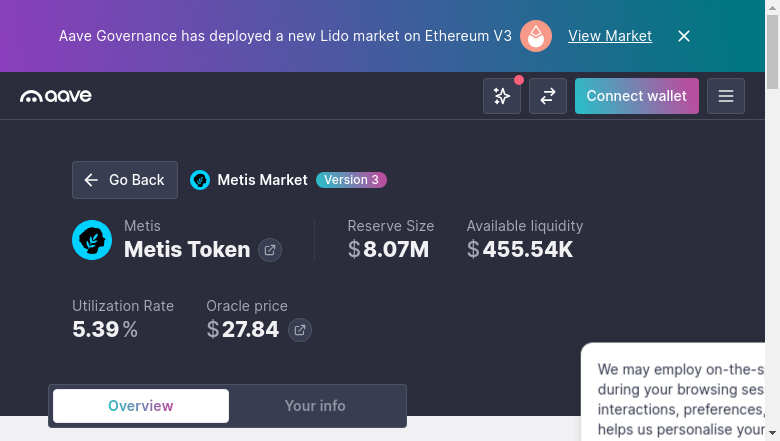 Aave Governance has deployed a new Lido market on Ethereum V3 View Market
aave Connect wallet
Go Back Metis Market Version 3
Metis
Metis Token
Reserve Size
$8.07M
Available liquidity
$455.54K
Utilization Rate
5.39%
Oracle price
$27.84
Overview Your info
We may employ on-the-s
during your browsing ses
interactions, preferences,
helps us personalise your